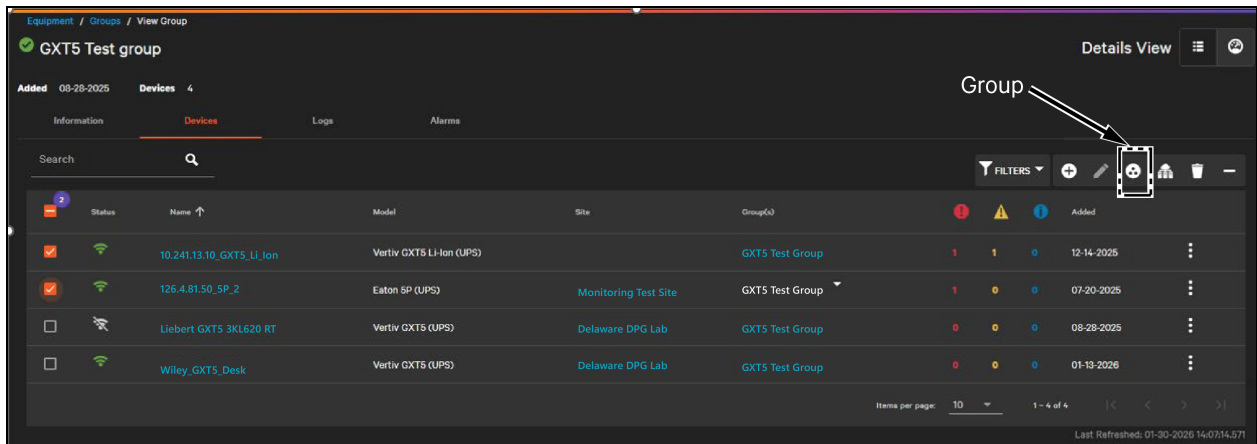 Equipment / Groups / View Group
GXT5 Test group
Details View
Added 08-28-2025 Devices 4
Group
Information Devices Logs Alarms
Search
FILTERS
2
Status Name Model Site Group(s) Added
10.241.13.10_GXT5_Li_Ion Vertiv GXT5 Li-Ion (UPS) GXT5 Test Group 1 1 0 12-14-2025
126.4.81.50_5P_2 Eaton 5P (UPS) Monitoring Test Site GXT5 Test Group 1 0 0 07-20-2025
Liebert GXT5 3KL620 RT Vertiv GXT5 (UPS) Delaware DPG Lab GXT5 Test Group 0 0 0 08-28-2025
Wiley_GXT5_Desk Vertiv GXT5 (UPS) Delaware DPG Lab GXT5 Test Group 0 0 0 01-13-2026
Items per page: 10 1 – 4 of 4
Last Refreshed: 01-30-2026 14:07:14.571